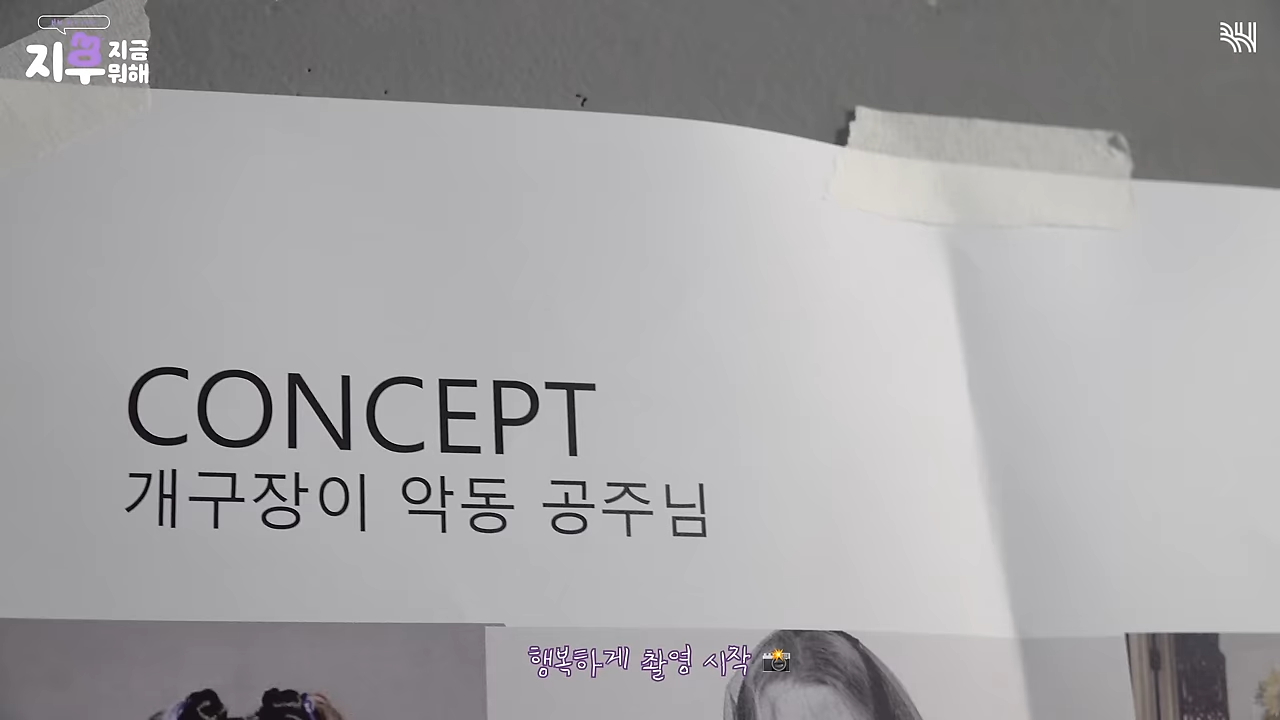 지우 지금
뭐해
CONCEPT
개구장이 악동 공주님
행복하게 촬영 시작 📸